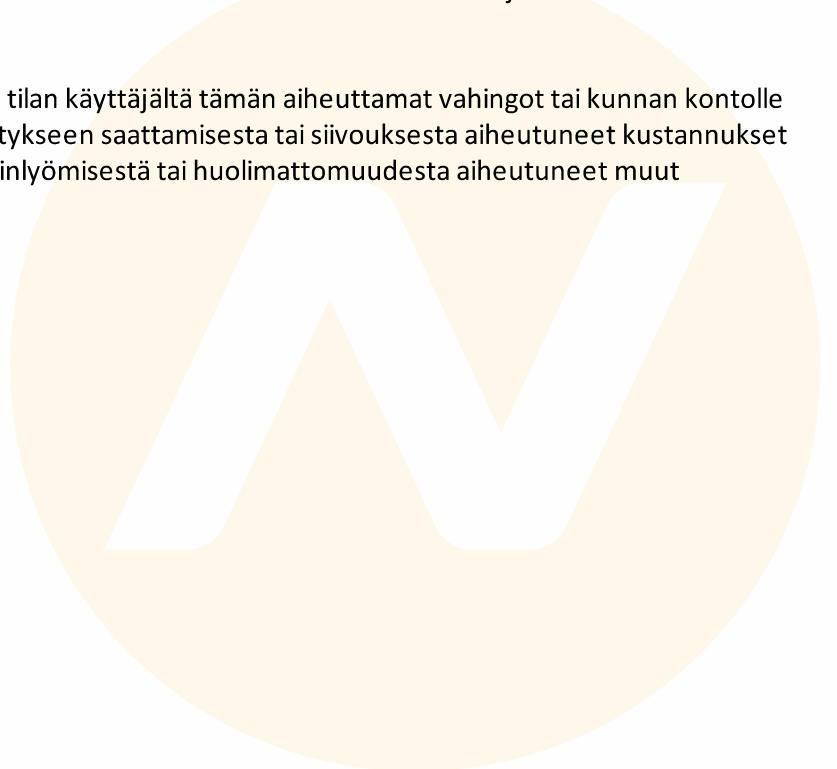 tilan käyttäjältä tämän aiheuttamat vahingot tai kunnan kontolle
tykseen saattamisesta tai siivouksesta aiheutuneet kustannukset
inlyömisestä tai huolimattomuudesta aiheutuneet muut